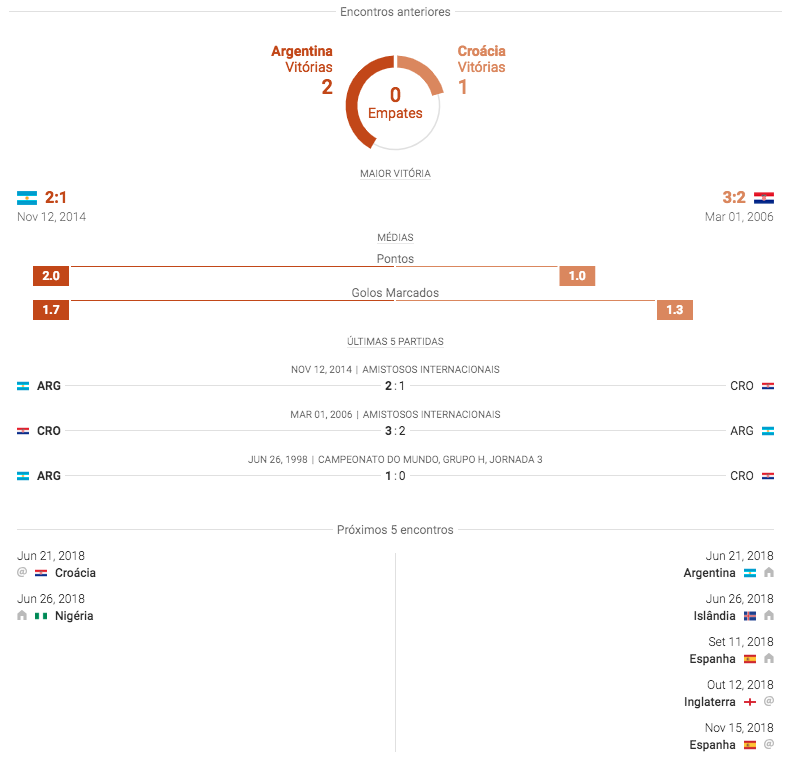 Encontros anteriores
Argentina
Vitórias
2
0
Empates
Croácia
Vitórias
1
MAIOR VITÓRIA
2:1
Nov 12, 2014
3:2
Mar 01, 2006
MÉDIAS
Pontos
2.0 1.0
Golos Marcados
1.7 1.3
ÚLTIMAS 5 PARTIDAS
NOV 12, 2014 | AMISTOSOS INTERNACIONAIS
ARG 2:1 CRO
MAR 01, 2006 | AMISTOSOS INTERNACIONAIS
CRO 3:2 ARG
JUN 26, 1998 | CAMPEONATO DO MUNDO, GRUPO H, JORNADA 3
ARG 1:0 CRO
Próximos 5 encontros
Jun 21, 2018
@ Croácia
Jun 26, 2018
Nigéria
Jun 21, 2018
Argentina
Jun 26, 2018
Islândia
Set 11, 2018
Espanha
Out 12, 2018
Inglaterra @
Nov 15, 2018
Espanha @